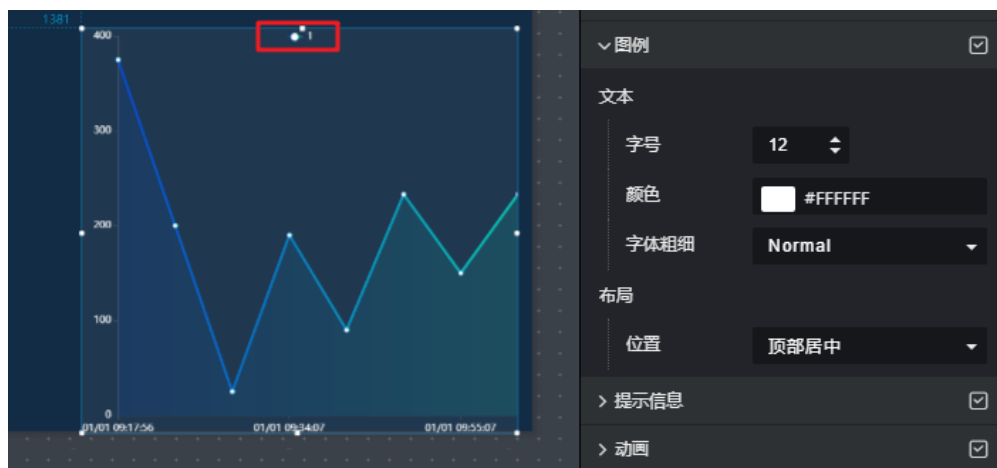 1381
400
1
300
200
100
0
01/01 09:17:56
01/01 09:34:07
01/01 09:55:07
图例
文本
字号
12
颜色
#FFFFFF
字体粗细
Normal
布局
位置
顶部居中
提示信息
动画